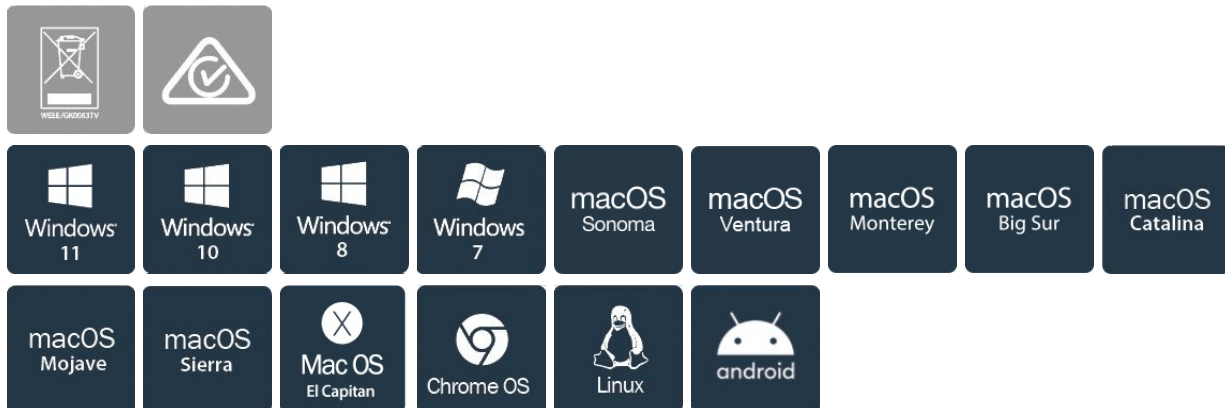 WEEE/GK0063TV
Windows
11
Windows
10
Windows
8
Windows
7
macOS
Sonoma
macOS
Ventura
macOS
Monterey
macOS
Big Sur
macOS
Catalina
macOS
Mojave
macOS
Sierra
X
Mac OS
El Capitan
Chrome OS
Linux
android